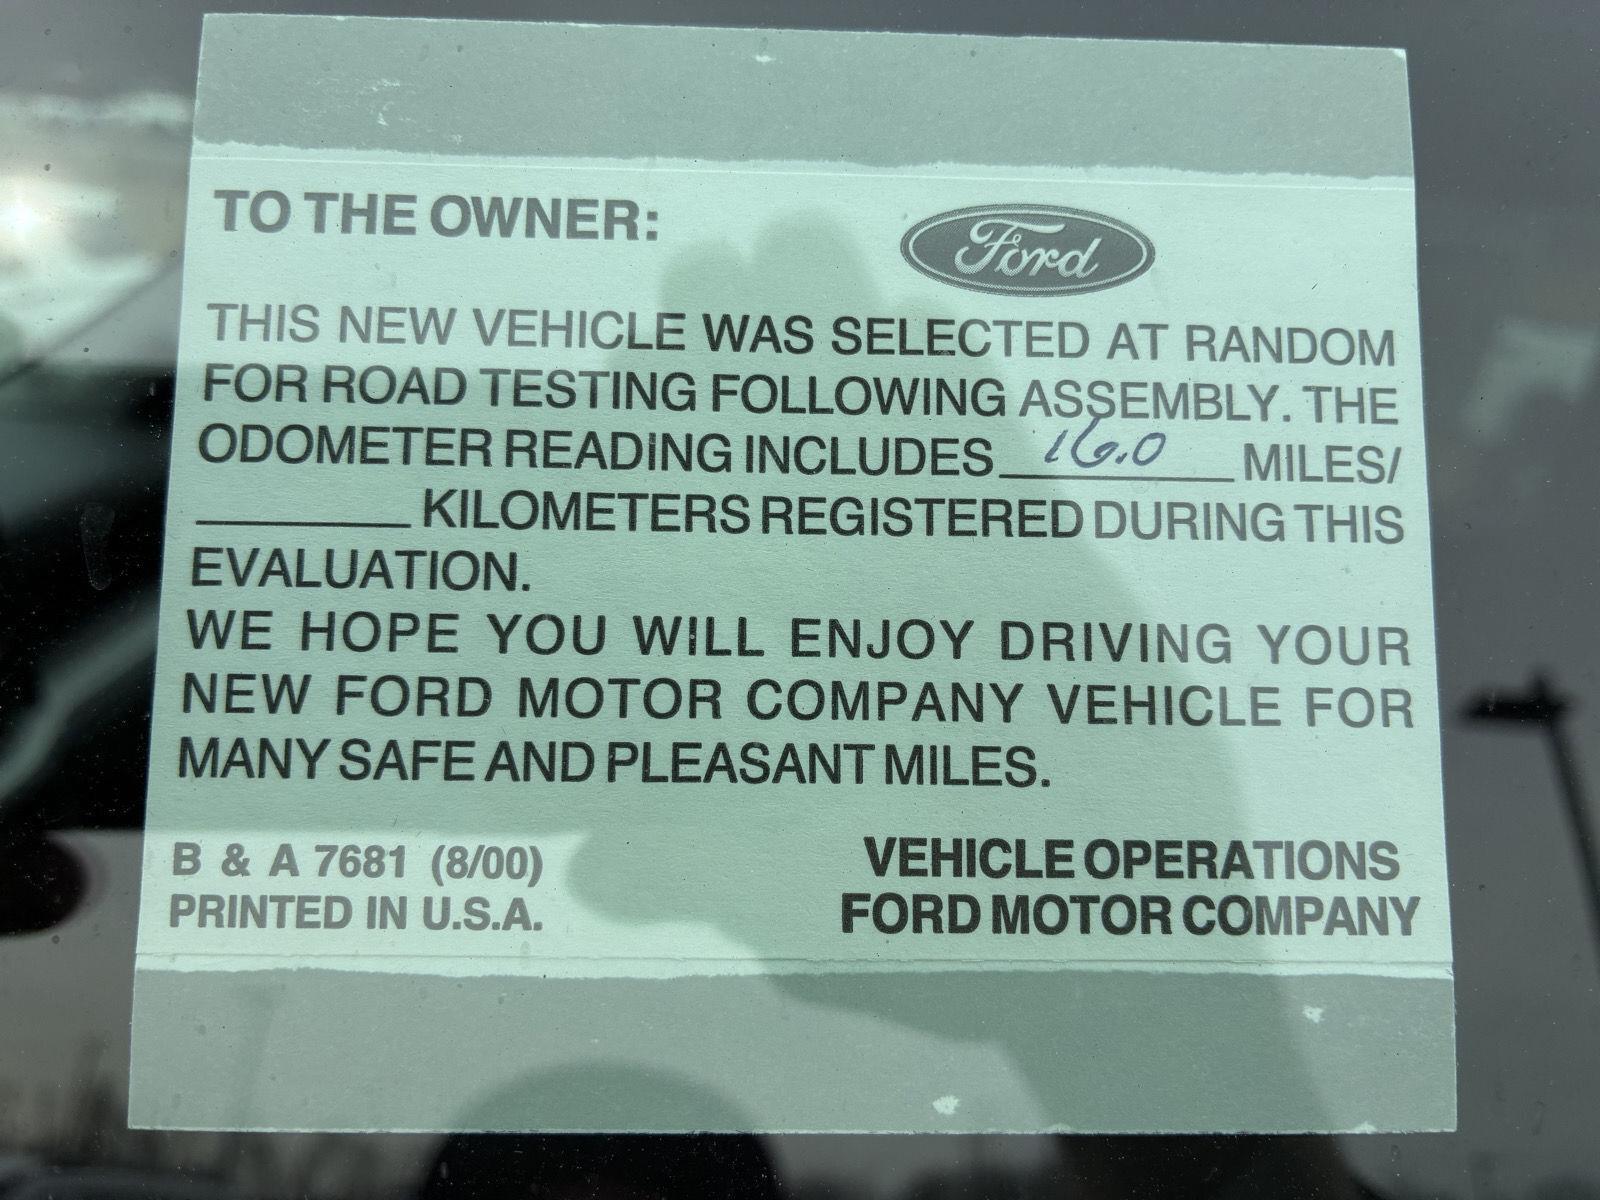 TO THE OWNER:
Ford
THIS NEW VEHICLE WAS SELECTED AT RANDOM
FOR ROAD TESTING FOLLOWING ASSEMBLY. THE
ODOMETER READING INCLUDES 16.0 MILES/
KILOMETERS REGISTERED DURING THIS
EVALUATION.
WE HOPE YOU WILL ENJOY DRIVING YOUR
NEW FORD MOTOR COMPANY VEHICLE FOR
MANY SAFE AND PLEASANT MILES.
B & A 7681 (8/00)
PRINTED IN U.S.A.
VEHICLE OPERATIONS
FORD MOTOR COMPANY